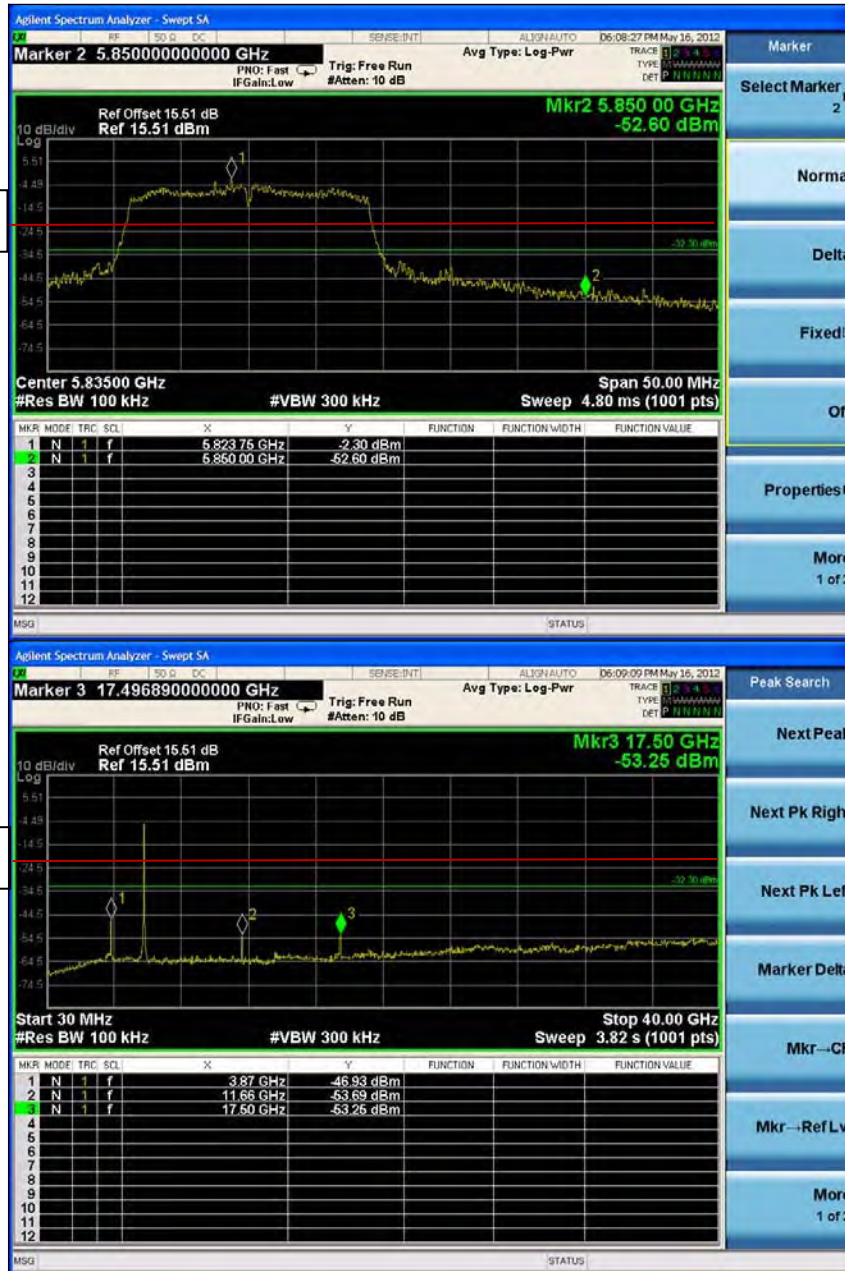 Agilent Spectrum Analyzer - Swept SA
RF 50 Ω DC SENSE:INT ALIGN AUTO 06:08:27 PM May 16, 2012
Marker 2 5.850000000000 GHz
PNO: Fast
IFGain:Low
Trig: Free Run
#Atten: 10 dB
Avg Type: Log-Pwr
TRACE 1 2 3 4 5 6
TYPE
DET P N N N N N
Mkr2 5.850 00 GHz
-52.60 dBm
Ref Offset 15.51 dB
10 dB/div Ref 15.51 dBm
Log
5.51
-4.49
-14.5
-24.5
-34.5
-44.5
-54.5
-64.5
-74.5
1
2
-32.30 dBm
Center 5.83500 GHz Span 50.00 MHz
#Res BW 100 kHz #VBW 300 kHz Sweep 4.80 ms (1001 pts)
MKR MODE TRC SCL X Y FUNCTION FUNCTION WIDTH FUNCTION VALUE
1 N 1 f 5.823 75 GHz -2.30 dBm
2 N 1 f 5.850 00 GHz -52.60 dBm
3
4
5
6
7
8
9
10
11
12
MSG STATUS
Marker
Select Marker
2
Norma
Delta
Fixed
Of
Properties
More
1 of 2
Agilent Spectrum Analyzer - Swept SA
RF 50 Ω DC SENSE:INT ALIGN AUTO 06:09:09 PM May 16, 2012
Marker 3 17.496890000000 GHz
PNO: Fast
IFGain:Low
Trig: Free Run
#Atten: 10 dB
Avg Type: Log-Pwr
TRACE 1 2 3 4 5 6
TYPE
DET P N N N N N
Mkr3 17.50 GHz
-53.25 dBm
Ref Offset 15.51 dB
10 dB/div Ref 15.51 dBm
Log
5.51
-4.49
-14.5
-24.5
-34.5
-44.5
-54.5
-64.5
-74.5
1
2
3
-32.30 dBm
Start 30 MHz Stop 40.00 GHz
#Res BW 100 kHz #VBW 300 kHz Sweep 3.82 s (1001 pts)
MKR MODE TRC SCL X Y FUNCTION FUNCTION WIDTH FUNCTION VALUE
1 N 1 f 3.87 GHz -46.93 dBm
2 N 1 f 11.66 GHz -53.69 dBm
3 N 1 f 17.50 GHz -53.25 dBm
4
5
6
7
8
9
10
11
12
MSG STATUS
Peak Search
Next Peak
Next Pk Righ
Next Pk Lef
Marker Delta
Mkr→CF
Mkr→Ref Lv
More
1 of 2